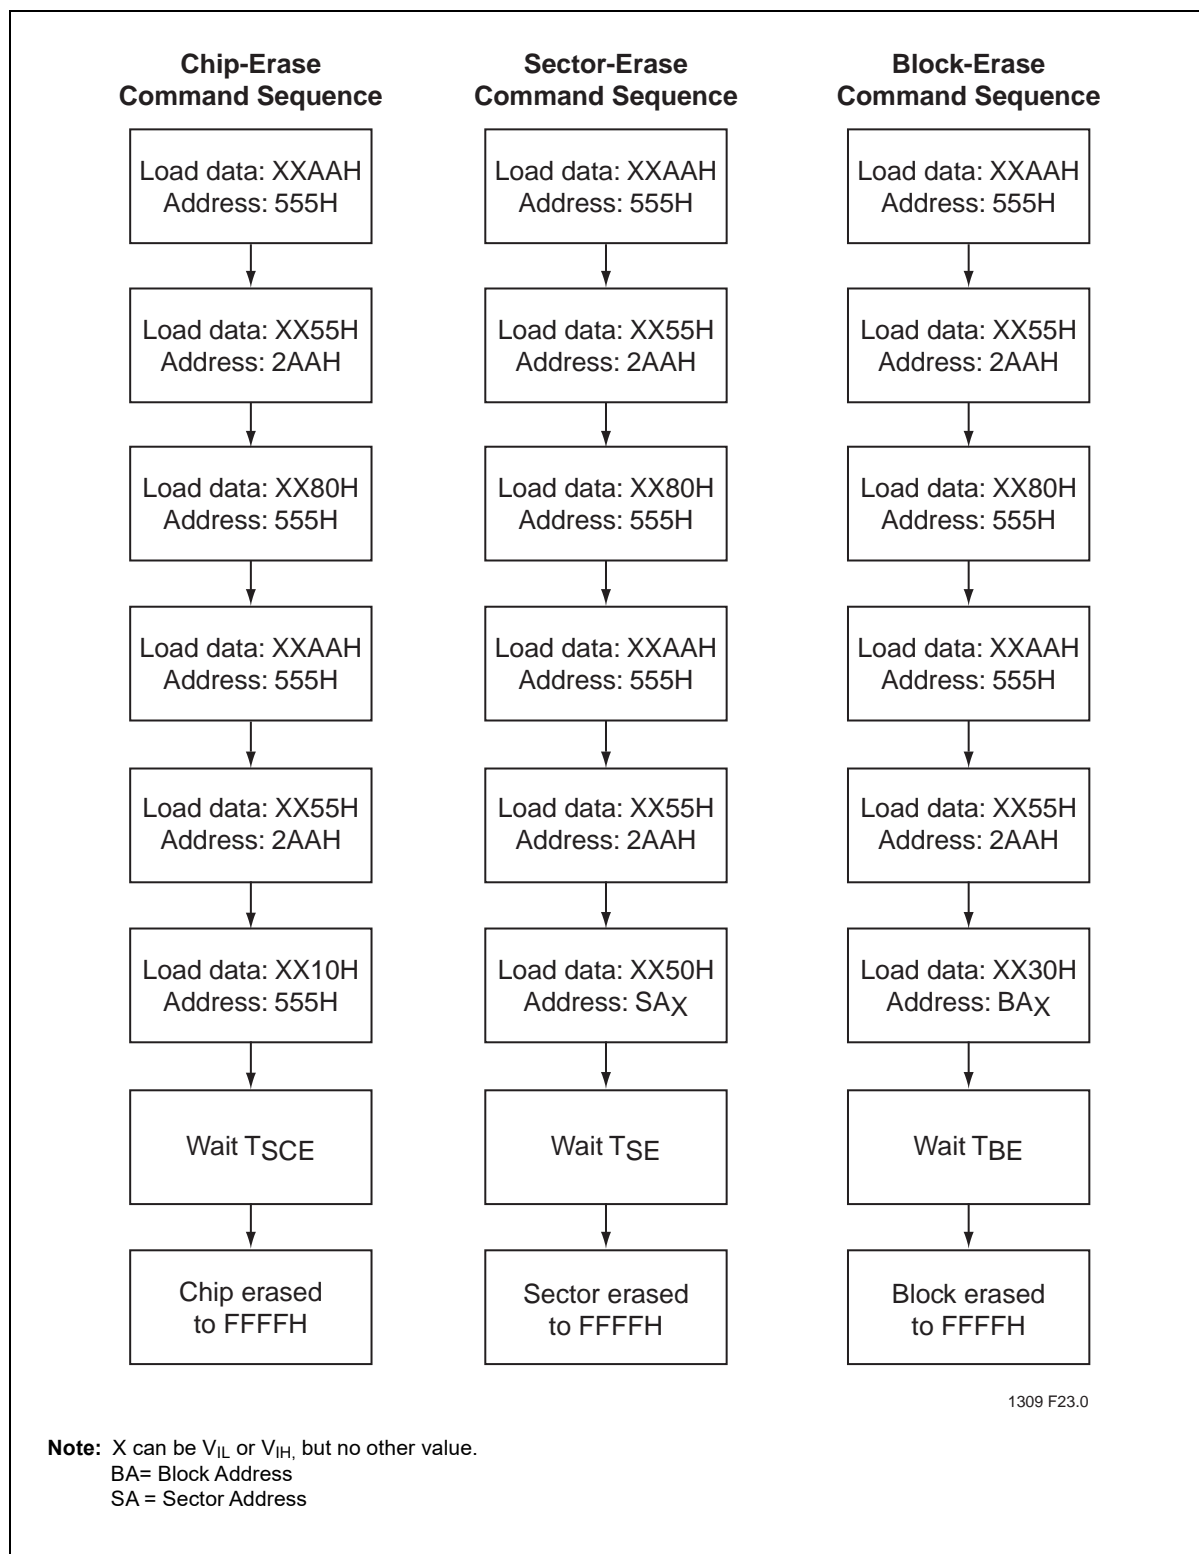 Chip-Erase
Command Sequence
Load data: XXAAH
Address: 555H
Load data: XX55H
Address: 2AAH
Load data: XX80H
Address: 555H
Load data: XXAAH
Address: 555H
Load data: XX55H
Address: 2AAH
Load data: XX10H
Address: 555H
Wait TSCE
Chip erased
to FFFFH
Sector-Erase
Command Sequence
Load data: XXAAH
Address: 555H
Load data: XX55H
Address: 2AAH
Load data: XX80H
Address: 555H
Load data: XXAAH
Address: 555H
Load data: XX55H
Address: 2AAH
Load data: XX50H
Address: SAX
Wait TSE
Sector erased
to FFFFH
Block-Erase
Command Sequence
Load data: XXAAH
Address: 555H
Load data: XX55H
Address: 2AAH
Load data: XX80H
Address: 555H
Load data: XXAAH
Address: 555H
Load data: XX55H
Address: 2AAH
Load data: XX30H
Address: BAX
Wait TBE
Block erased
to FFFFH
1309 F23.0
Note: X can be VIL or VIH, but no other value.
BA= Block Address
SA = Sector Address